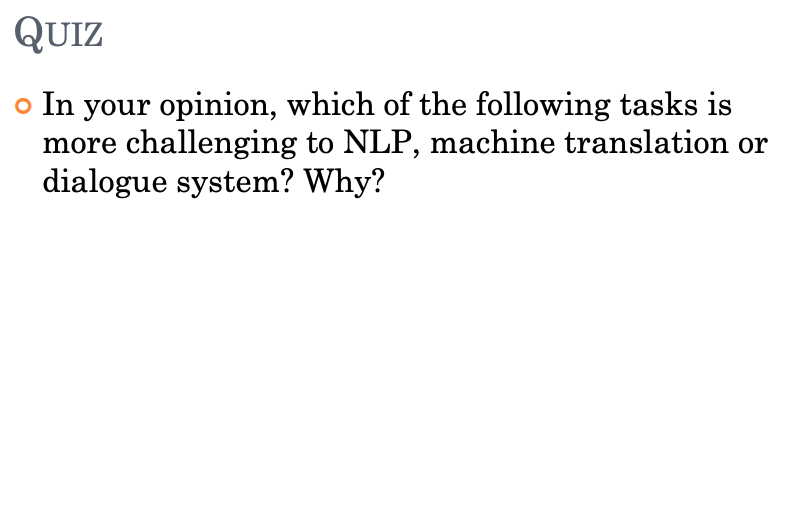 Quiz
In your opinion, which of the following tasks is
more challenging to NLP, machine translation or
dialogue system? Why?